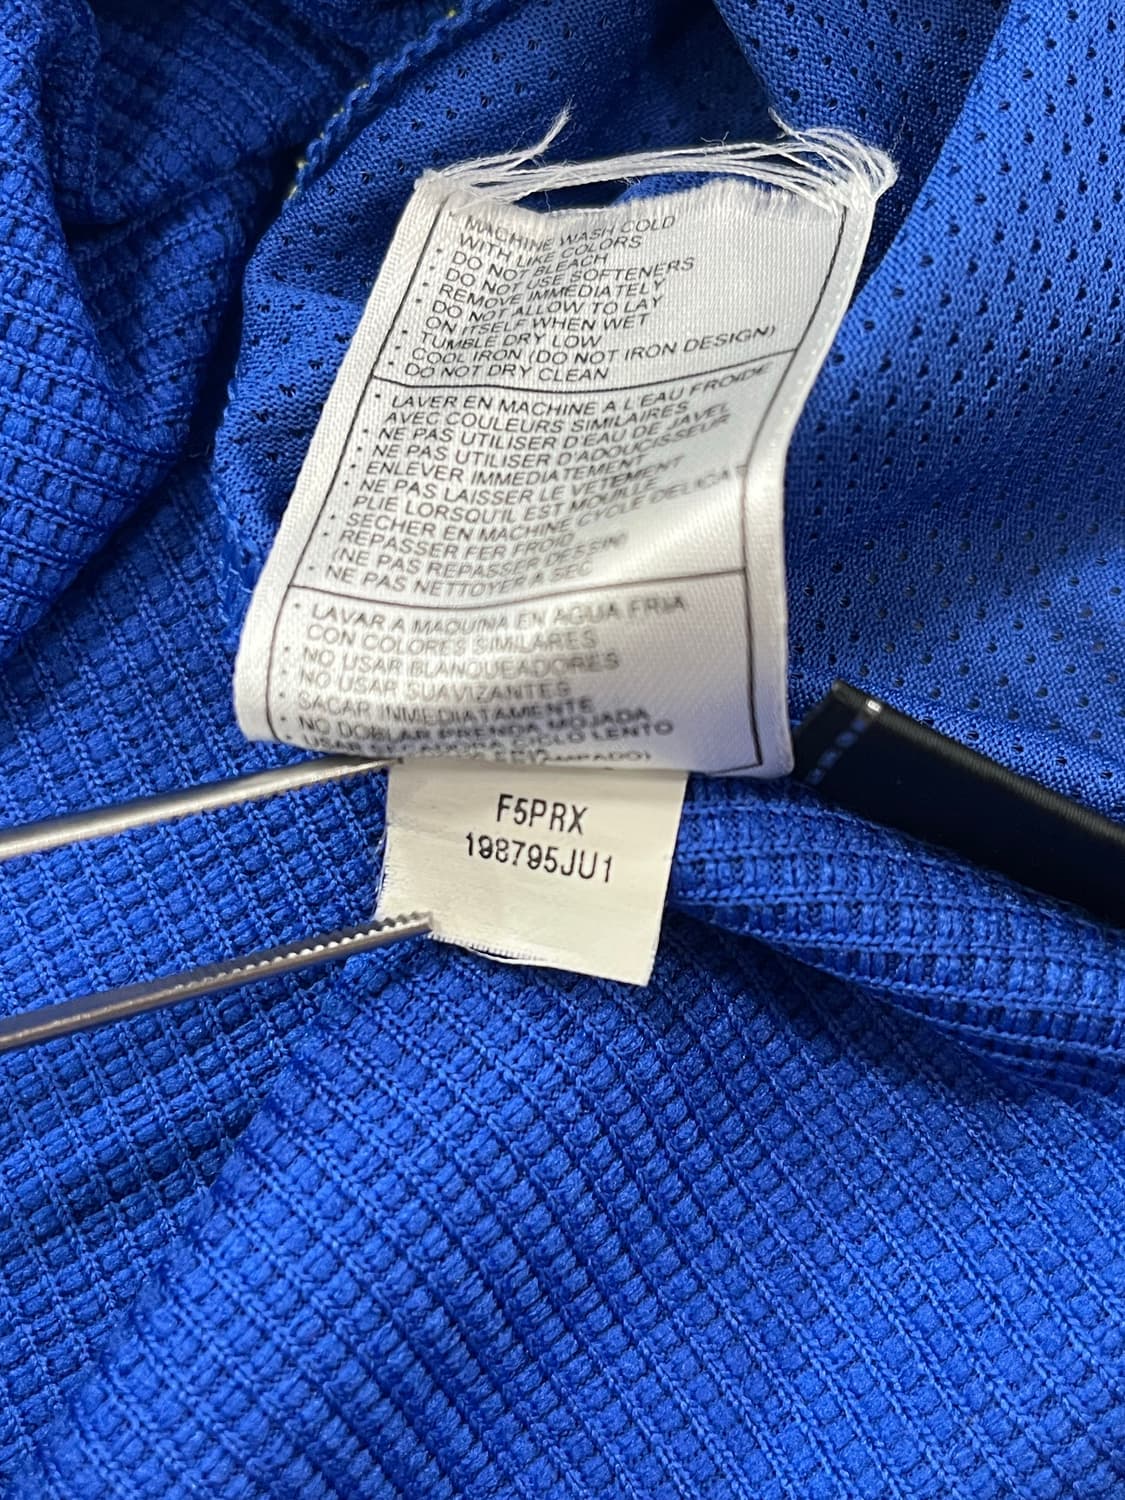 • MACHINE WASH COLD
WITH LIKE COLORS
• DO NOT BLEACH
• DO NOT USE SOFTENERS
• REMOVE IMMEDIATELY
DO NOT ALLOW TO LAY
ON ITSELF WHEN WET
• TUMBLE DRY LOW
• COOL IRON (DO NOT IRON DESIGN)
• DO NOT DRY CLEAN
• LAVER EN MACHINE A L'EAU FROIDE
AVEC COULEURS SIMILAIRES
• NE PAS UTILISER D'EAU DE JAVEL
• NE PAS UTILISER D'ADOUCISSEUR
• ENLEVER IMMEDIATEMENT
• NE PAS LAISSER LE VETEMENT
PLIE LORSQU'IL EST MOUILLE
• SECHER EN MACHINE CYCLE DELICAT
• REPASSER FER FROID
(NE PAS REPASSER DESSIN)
• NE PAS NETTOYER A SEC
• LAVAR A MAQUINA EN AGUA FRIA
CON COLORES SIMILARES
• NO USAR BLANQUEADORES
• NO USAR SUAVIZANTES
• SACAR INMEDIATAMENTE
• NO DOBLAR PRENDA MOJADA
• USAR SECADORA CICLO LENTO
F5PRX
198795JU1